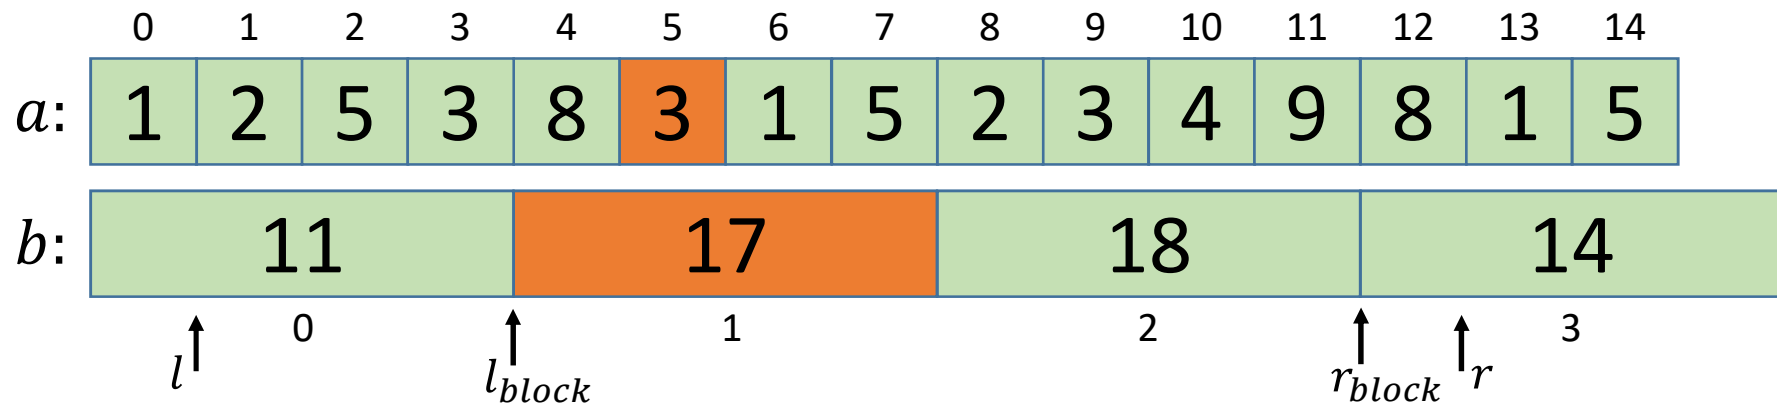 0 1 2 3 4 5 6 7 8 9 10 11 12 13 14
a: 1 2 5 3 8 3 1 5 2 3 4 9 8 1 5
b: 11 17 18 14
0 1 2 3
l l_block r_block r